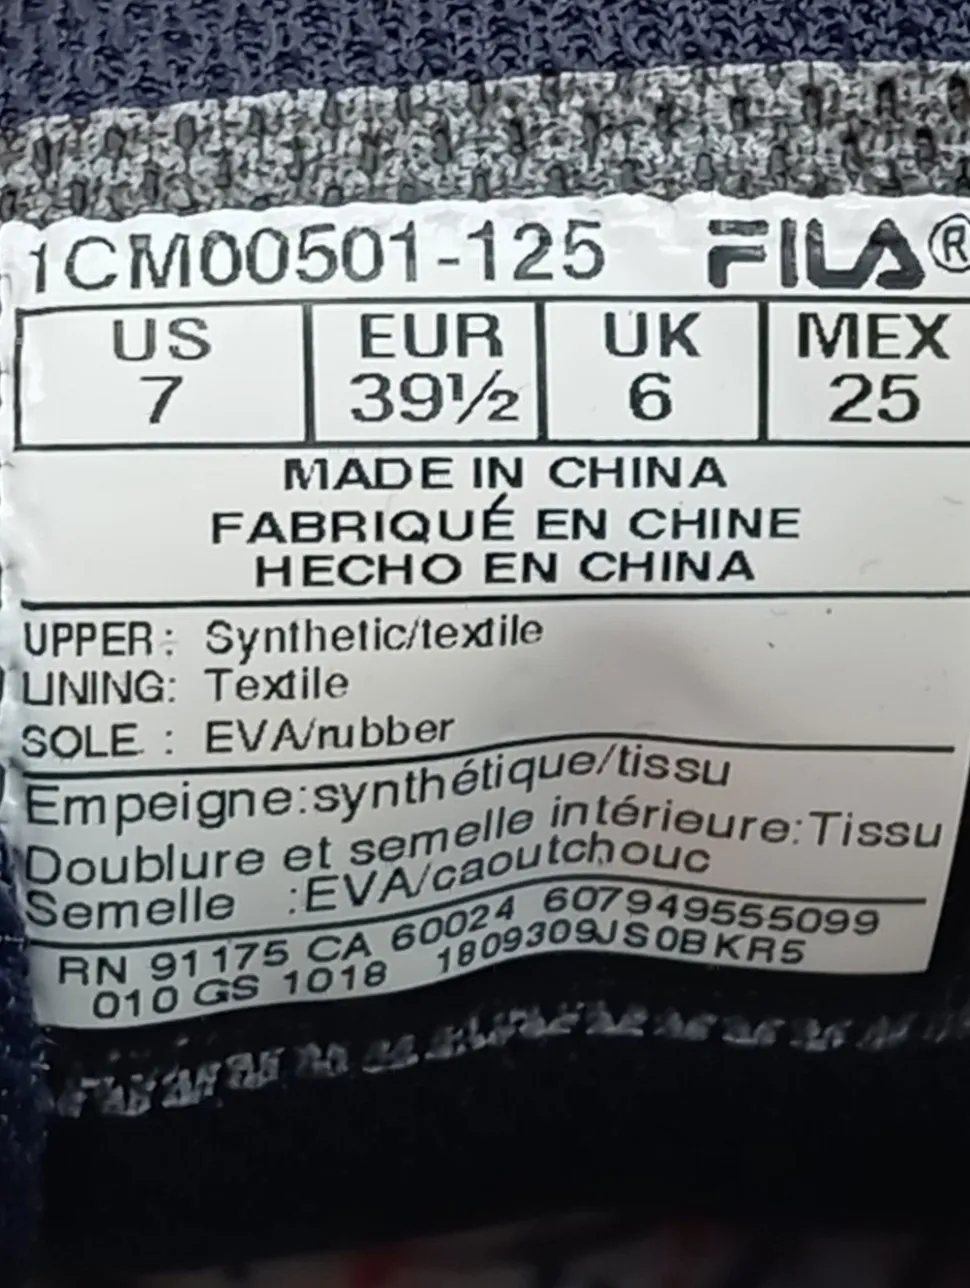 1CM00501-125 FILA®
US EUR UK MEX
7 39½ 6 25
MADE IN CHINA
FABRIQUÉ EN CHINE
HECHO EN CHINA
UPPER: Synthetic/textile
LINING: Textile
SOLE : EVA/rubber
Empeigne:synthétique/tissu
Doublure et semelle intérieure:Tissu
Semelle :EVA/caoutchouc
RN 91175 CA 60024 607949555099
010 GS 1018 1809309JS0BKR5